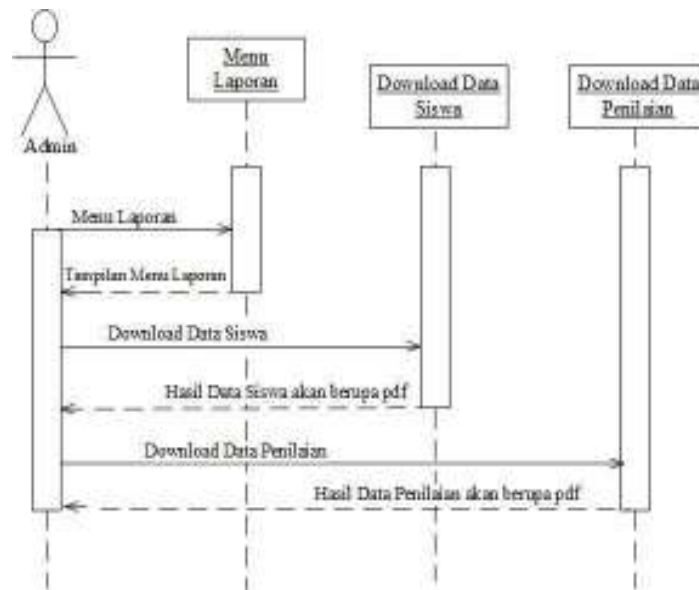 Menu
Laporan
Download Data
Siswa
Download Data
Penilaian
Admin
Menu Laporan
Tampilan Menu Laporan
Download Data Siswa
Hasil Data Siswa akan berupa pdf
Download Data Penilaian
Hasil Data Penilaian akan berupa pdf